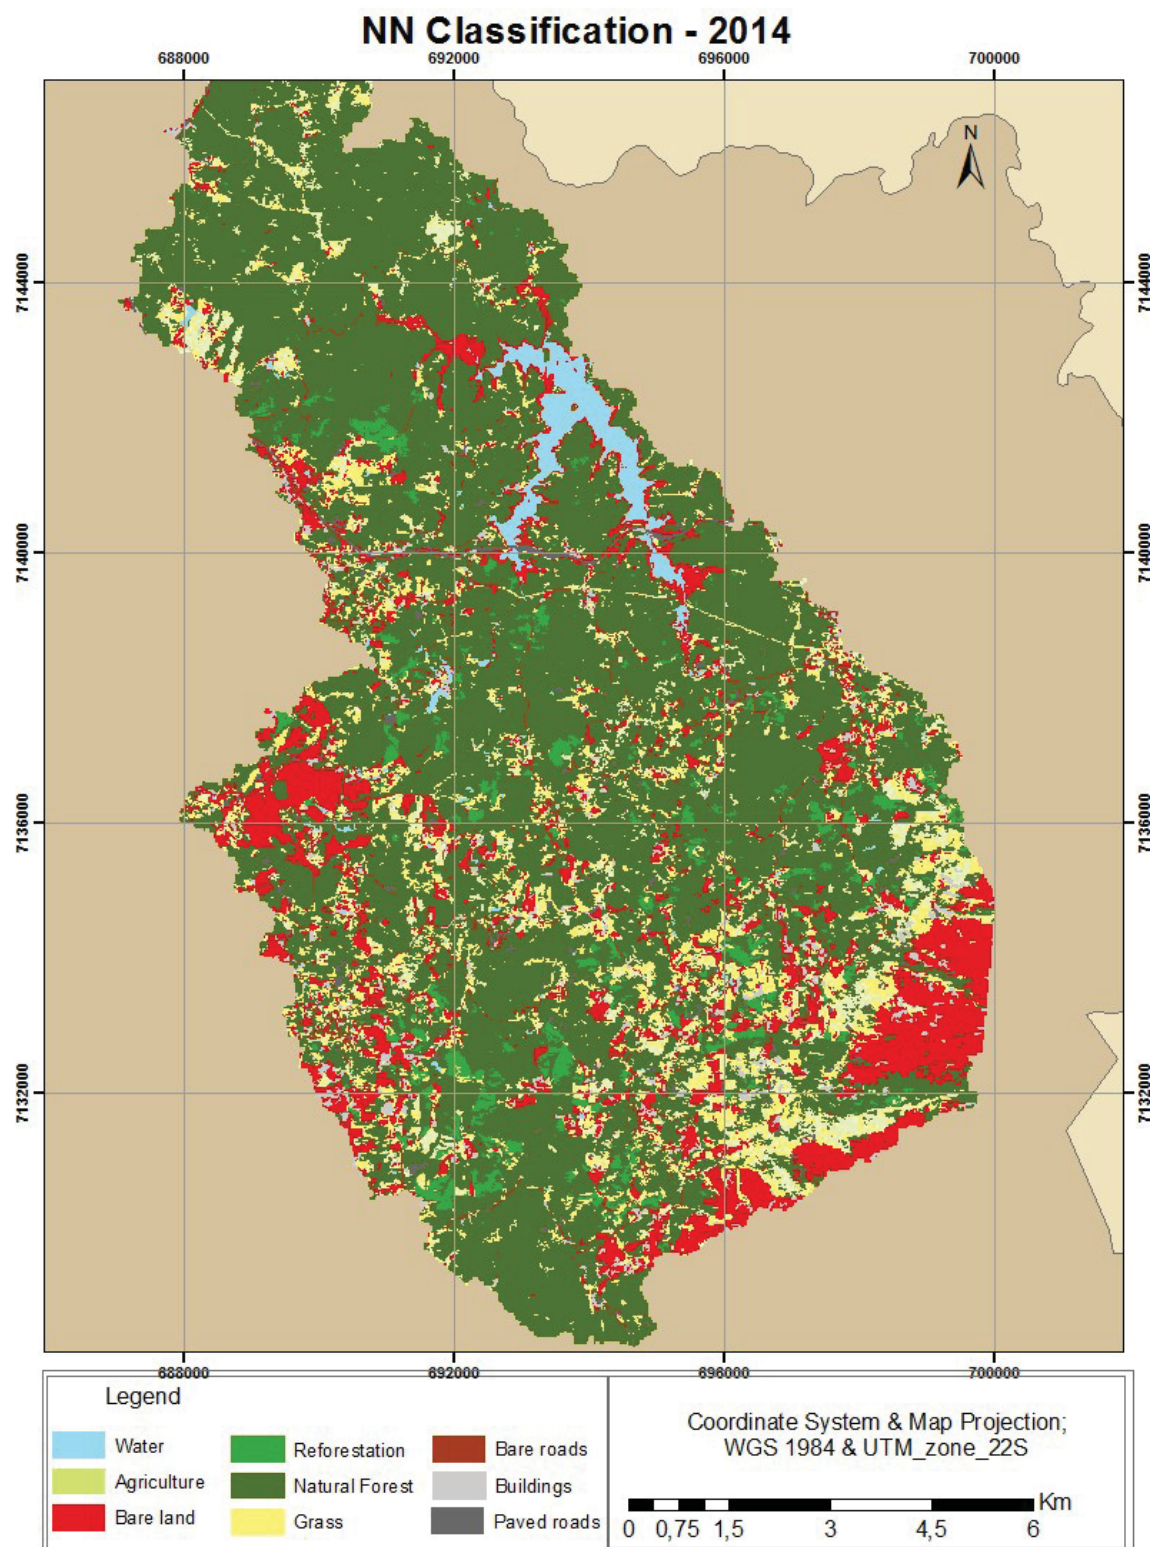 NN Classification - 2014
688000 692000 696000 700000
N
7144000 7144000
7140000 7140000
7136000 7136000
7132000 7132000
688000 692000 696000 700000
Legend
Water
Agriculture
Bare land
Reforestation
Natural Forest
Grass
Bare roads
Buildings
Paved roads
Coordinate System & Map Projection;
WGS 1984 & UTM_zone_22S
Km
0 0,75 1,5 3 4,5 6